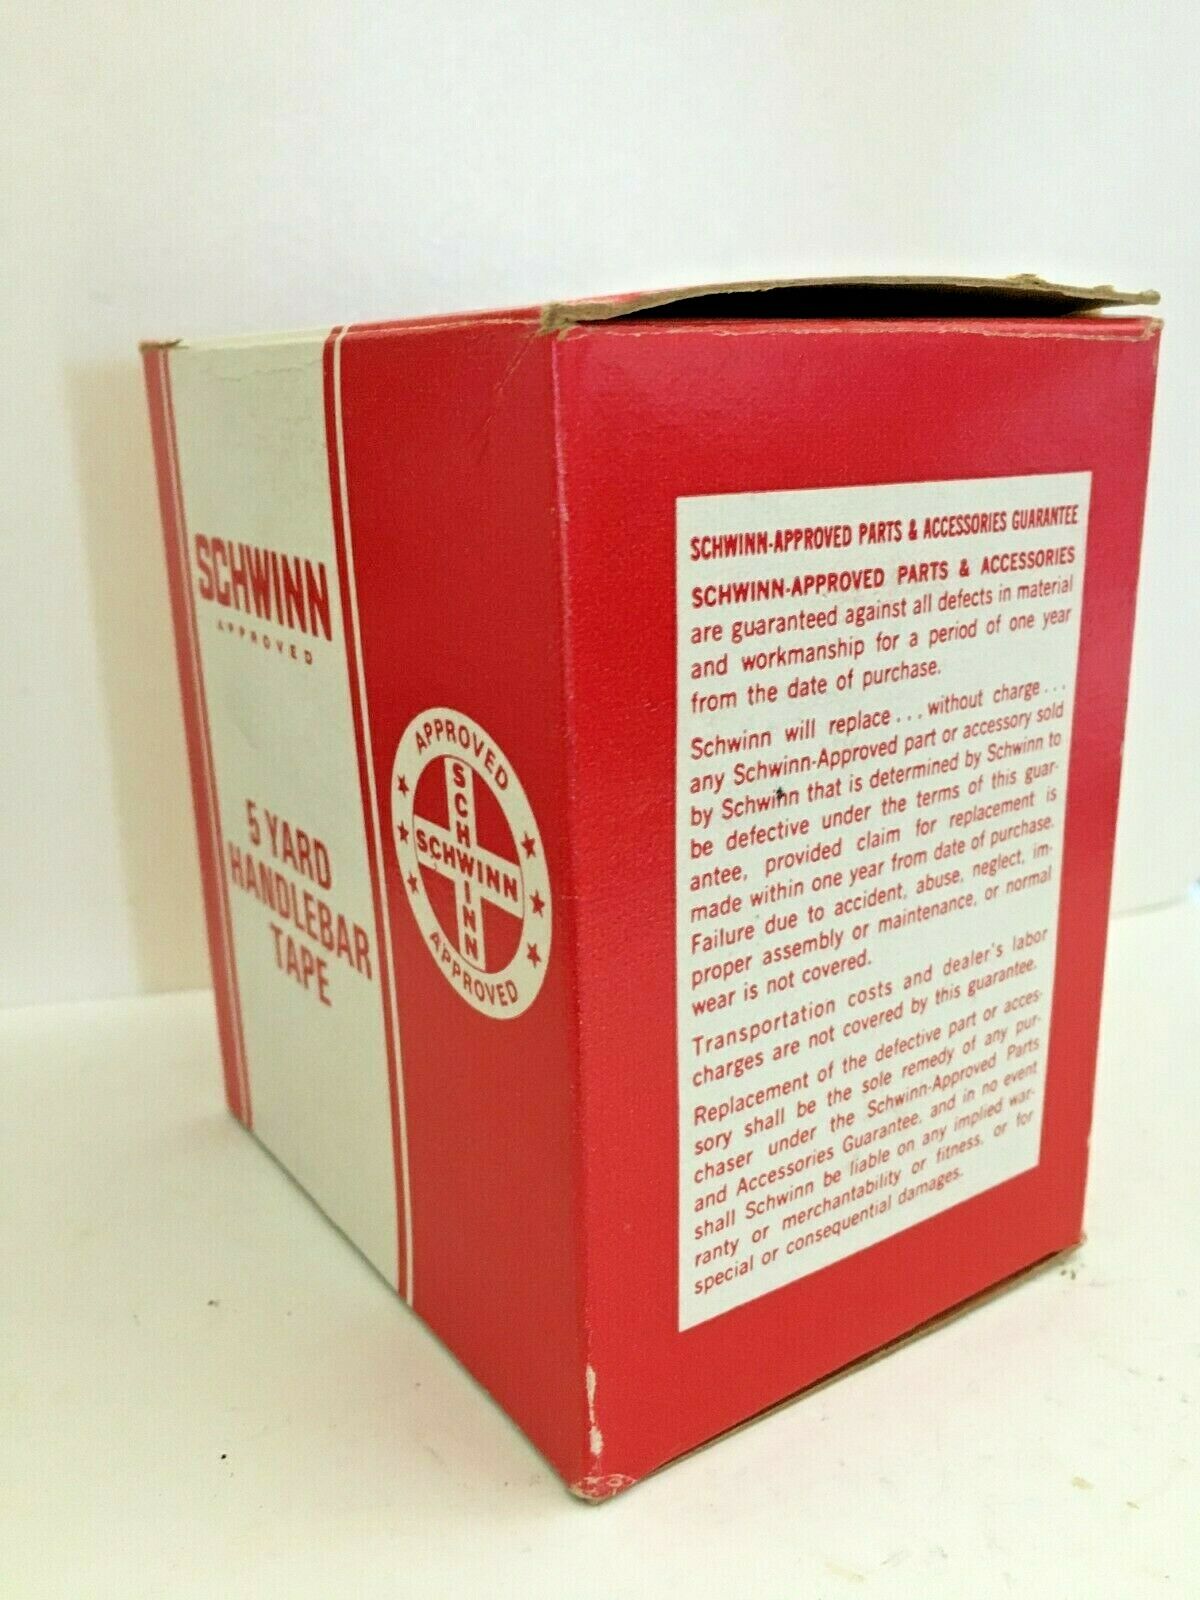 SCHWINN
APPROVED
5 YARD
HANDLEBAR
TAPE
APPROVED
SCHWINN
SCHWINN
APPROVED
SCHWINN-APPROVED PARTS & ACCESSORIES GUARANTEE
SCHWINN-APPROVED PARTS & ACCESSORIES
are guaranteed against all defects in material
and workmanship for a period of one year
from the date of purchase.
Schwinn will replace . . . without charge . . .
any Schwinn-Approved part or accessory sold
by Schwinn that is determined by Schwinn to
be defective under the terms of this guar-
antee, provided claim for replacement is
made within one year from date of purchase.
Failure due to accident, abuse, neglect, im-
proper assembly or maintenance, or normal
wear is not covered.
Transportation costs and dealer's labor
charges are not covered by this guarantee.
Replacement of the defective part or acces-
sory shall be the sole remedy of any pur-
chaser under the Schwinn-Approved Parts
and Accessories Guarantee, and in no event
shall Schwinn be liable on any implied war-
ranty or merchantability or fitness, or for
special or consequential damages.